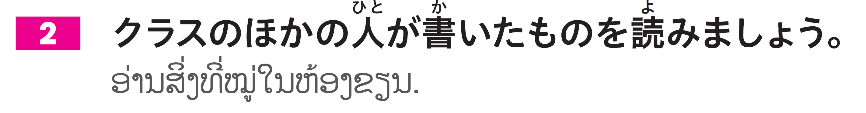 2 クラスのほかの人が書いたものを読みましょう。
ອ່ານສິ່ງທີ່ໝູ່ໃນຫ້ອງຂຽນ.